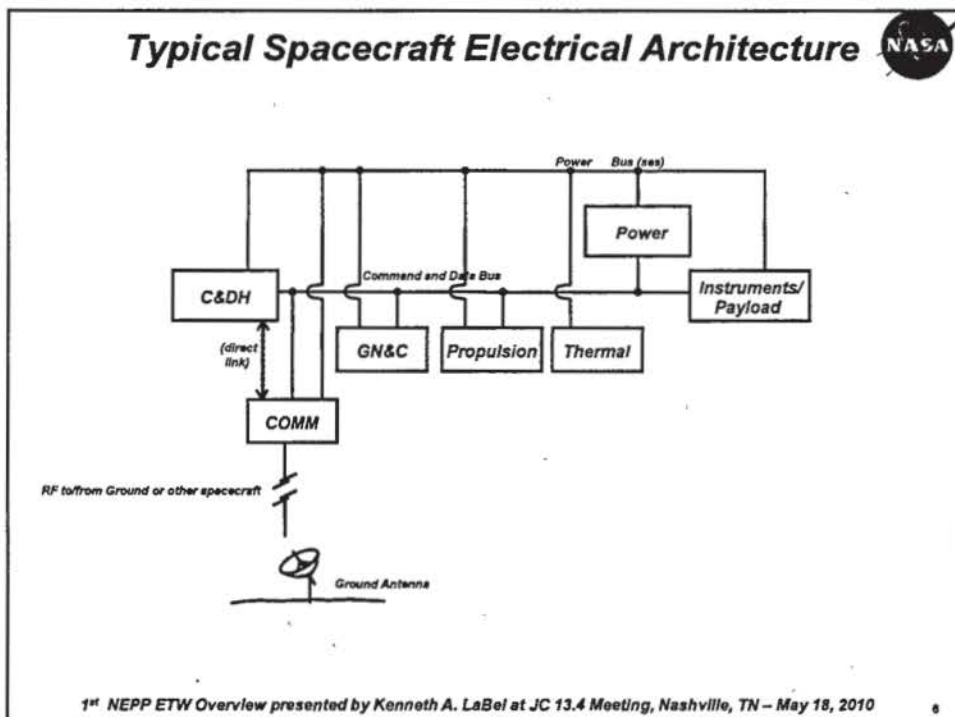 Typical Spacecraft Electrical Architecture
NASA
Power Bus (ses)
Power
Command and Data Bus
C&DH
Instruments/
Payload
(direct
link)
GN&C
Propulsion
Thermal
COMM
RF to/from Ground or other spacecraft
Ground Antenna
1st NEPP ETW Overview presented by Kenneth A. LaBel at JC 13.4 Meeting, Nashville, TN – May 18, 2010
6